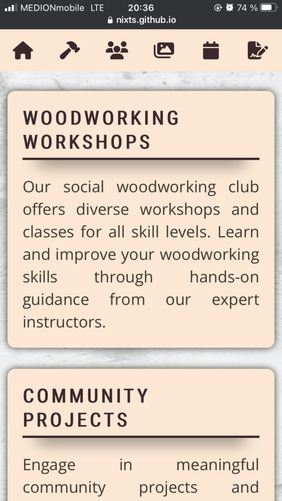 MEDIONmobile LTE 20:36 74 %
nixts.github.io
WOODWORKING
WORKSHOPS
Our social woodworking club
offers diverse workshops and
classes for all skill levels. Learn
and improve your woodworking
skills through hands-on
guidance from our expert
instructors.
COMMUNITY
PROJECTS
Engage in meaningful
community projects and